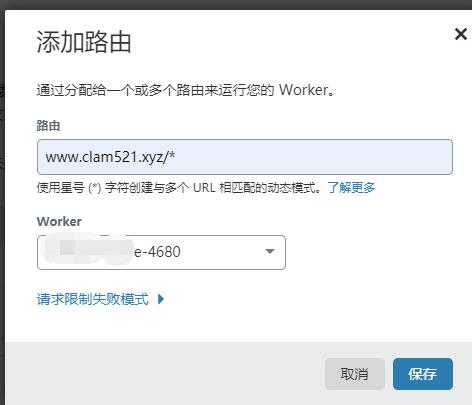 添加路由
通过分配给一个或多个路由来运行您的 Worker。
路由
www.clam521.xyz/*
使用星号 (*) 字符创建与多个 URL 相匹配的动态模式。了解更多
Worker
e-4680
请求限制失败模式
取消
保存